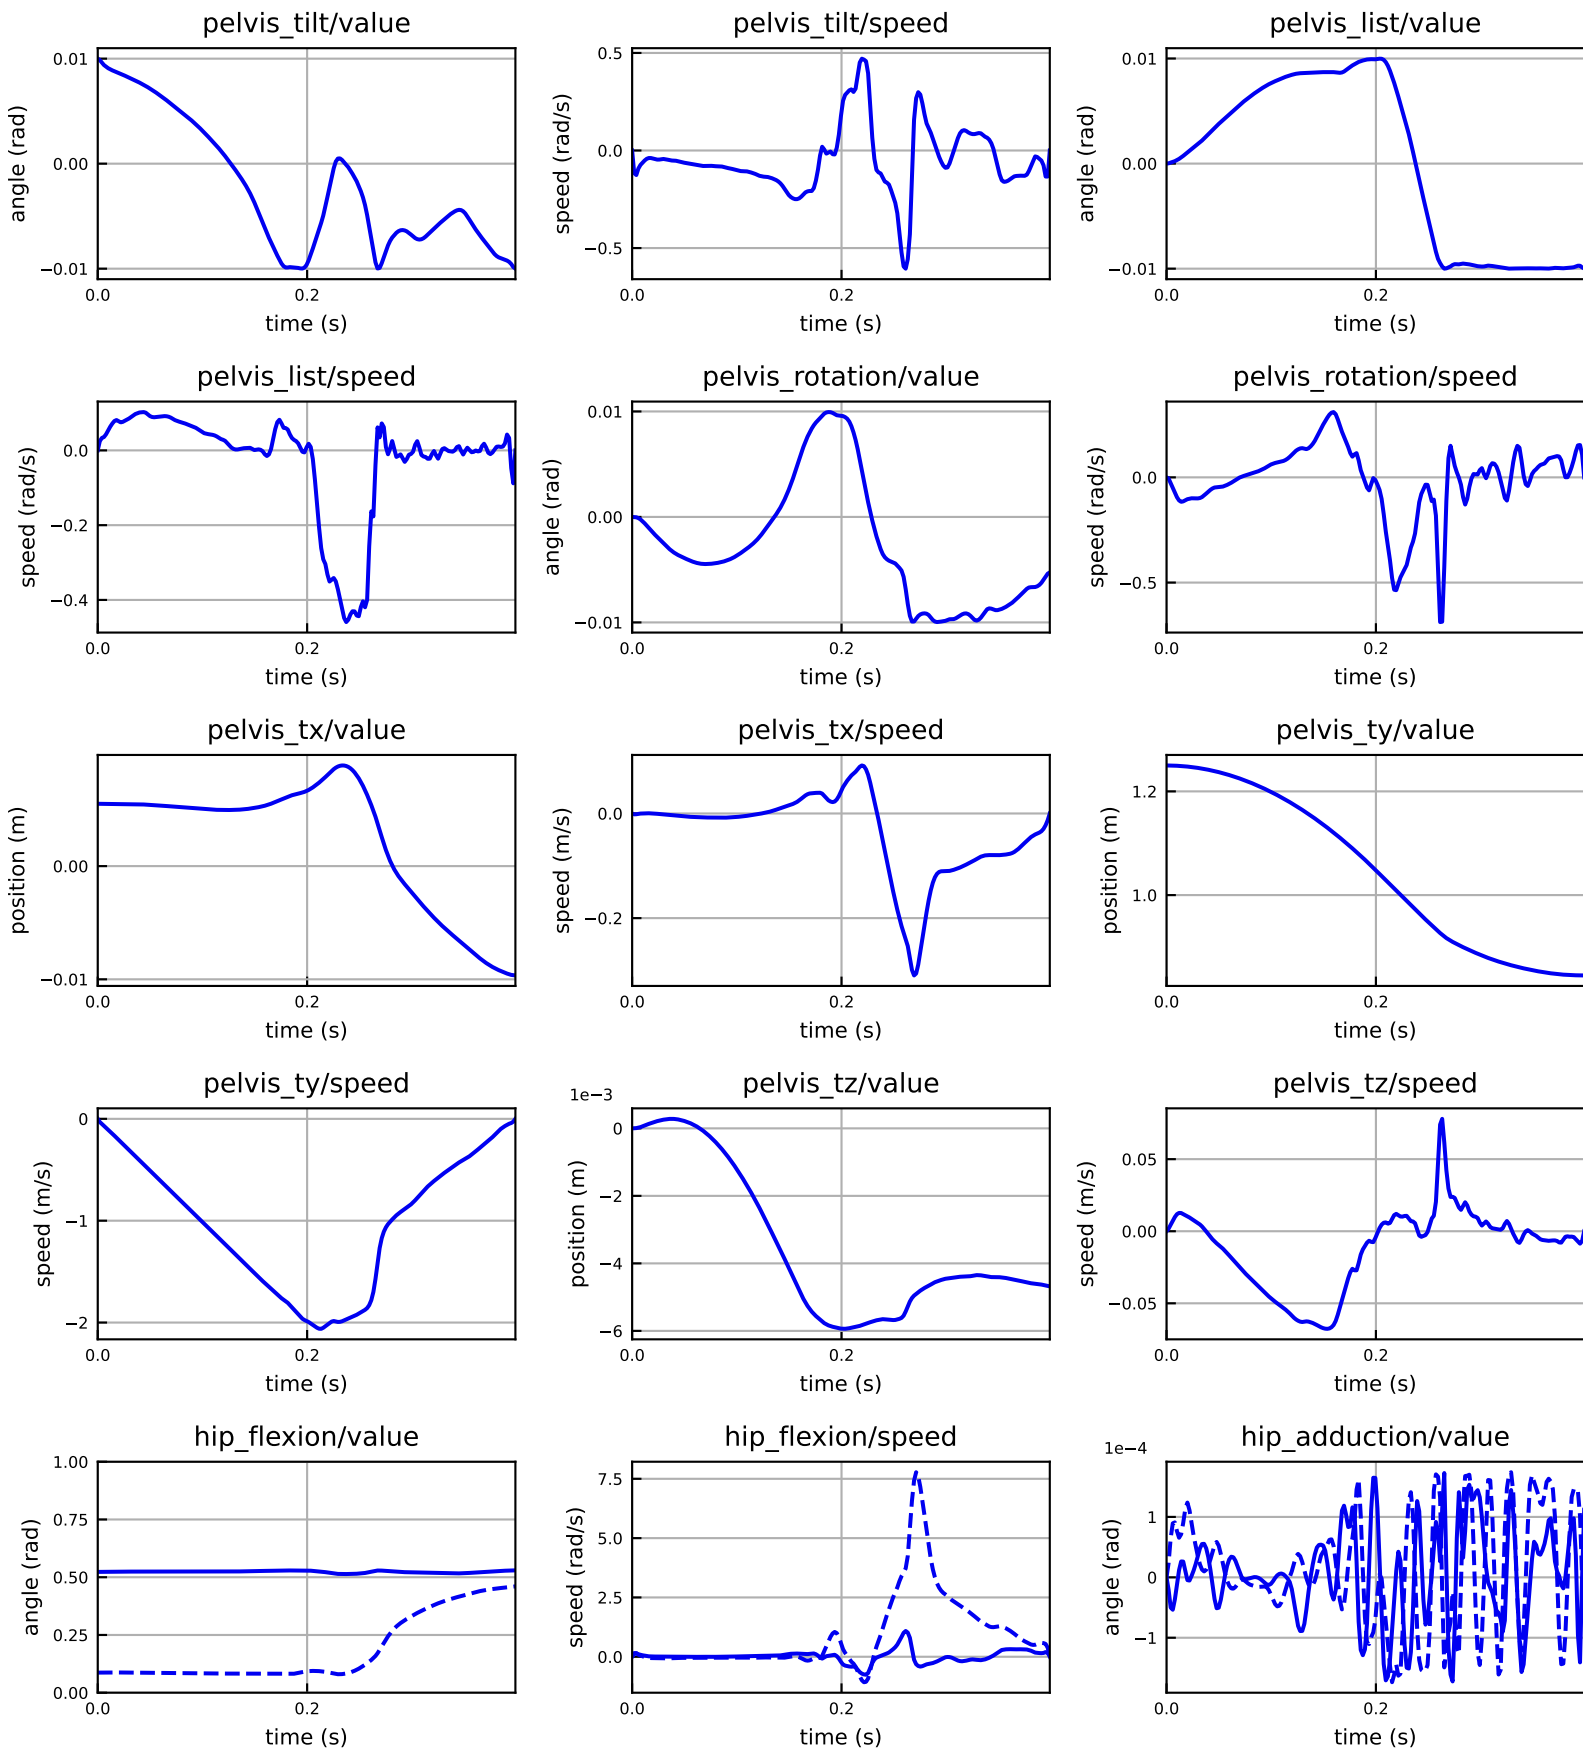 pelvis_tilt/value
pelvis_tilt/speed
pelvis_list/value
angle (rad)
0.01
0.00
−0.01
0.0
0.2
time (s)
speed (rad/s)
0.5
0.0
−0.5
0.0
0.2
time (s)
angle (rad)
0.01
0.00
−0.01
0.0
0.2
time (s)
pelvis_list/speed
pelvis_rotation/value
pelvis_rotation/speed
speed (rad/s)
0.0
−0.2
−0.4
0.0
0.2
time (s)
angle (rad)
0.01
0.00
−0.01
0.0
0.2
time (s)
speed (rad/s)
0.0
−0.5
0.0
0.2
time (s)
pelvis_tx/value
pelvis_tx/speed
pelvis_ty/value
position (m)
0.00
−0.01
0.0
0.2
time (s)
speed (m/s)
0.0
−0.2
0.0
0.2
time (s)
position (m)
1.2
1.0
0.0
0.2
time (s)
pelvis_ty/speed
pelvis_tz/value
pelvis_tz/speed
speed (m/s)
0
−1
−2
0.0
0.2
time (s)
1e−3
position (m)
0
−2
−4
−6
0.0
0.2
time (s)
speed (m/s)
0.05
0.00
−0.05
0.0
0.2
time (s)
hip_flexion/value
hip_flexion/speed
hip_adduction/value
angle (rad)
1.00
0.75
0.50
0.25
0.00
0.0
0.2
time (s)
speed (rad/s)
7.5
5.0
2.5
0.0
0.0
0.2
time (s)
1e−4
angle (rad)
1
0
−1
0.0
0.2
time (s)